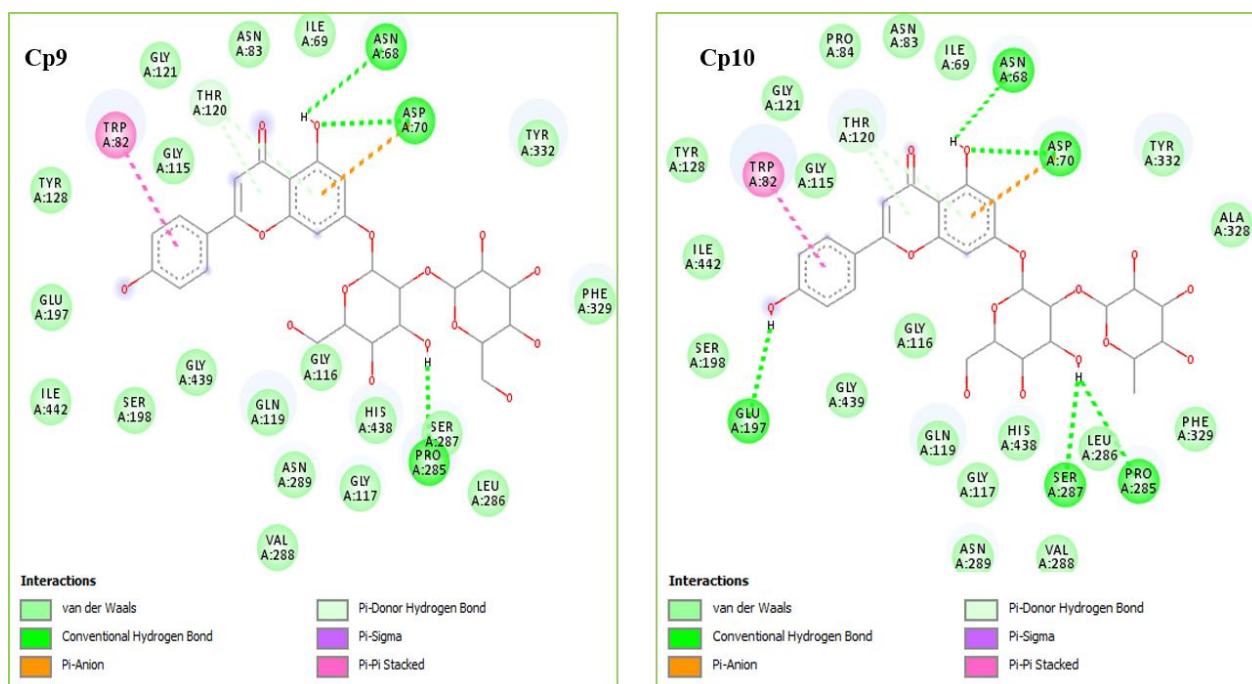 Cp9
ASN
A:83
ILE
A:69
ASN
A:68
GLY
A:121
THR
A:120
ASP
A:70
TRP
A:82
GLY
A:115
TYR
A:332
TYR
A:128
H
O
O
O
O
O
O
O
O
O
O
O
O
O
O
H
GLU
A:197
PHE
A:329
GLY
A:439
GLY
A:116
ILE
A:442
SER
A:198
GLN
A:119
HIS
A:438
SER
A:287
PRO
A:285
ASN
A:289
GLY
A:117
LEU
A:286
VAL
A:288
Interactions
van der Waals
Conventional Hydrogen Bond
Pi-Anion
Pi-Donor Hydrogen Bond
Pi-Sigma
Pi-Pi Stacked
Cp10
PRO
A:84
ASN
A:83
ILE
A:69
ASN
A:68
GLY
A:121
THR
A:120
ASP
A:70
TYR
A:332
TYR
A:128
TRP
A:82
GLY
A:115
ALA
A:328
ILE
A:442
H
O
O
O
O
O
O
O
O
O
O
O
O
O
O
H
H
SER
A:198
GLY
A:116
GLU
A:197
GLY
A:439
GLN
A:119
HIS
A:438
LEU
A:286
PHE
A:329
GLY
A:117
SER
A:287
PRO
A:285
ASN
A:289
VAL
A:288
Interactions
van der Waals
Conventional Hydrogen Bond
Pi-Anion
Pi-Donor Hydrogen Bond
Pi-Sigma
Pi-Pi Stacked